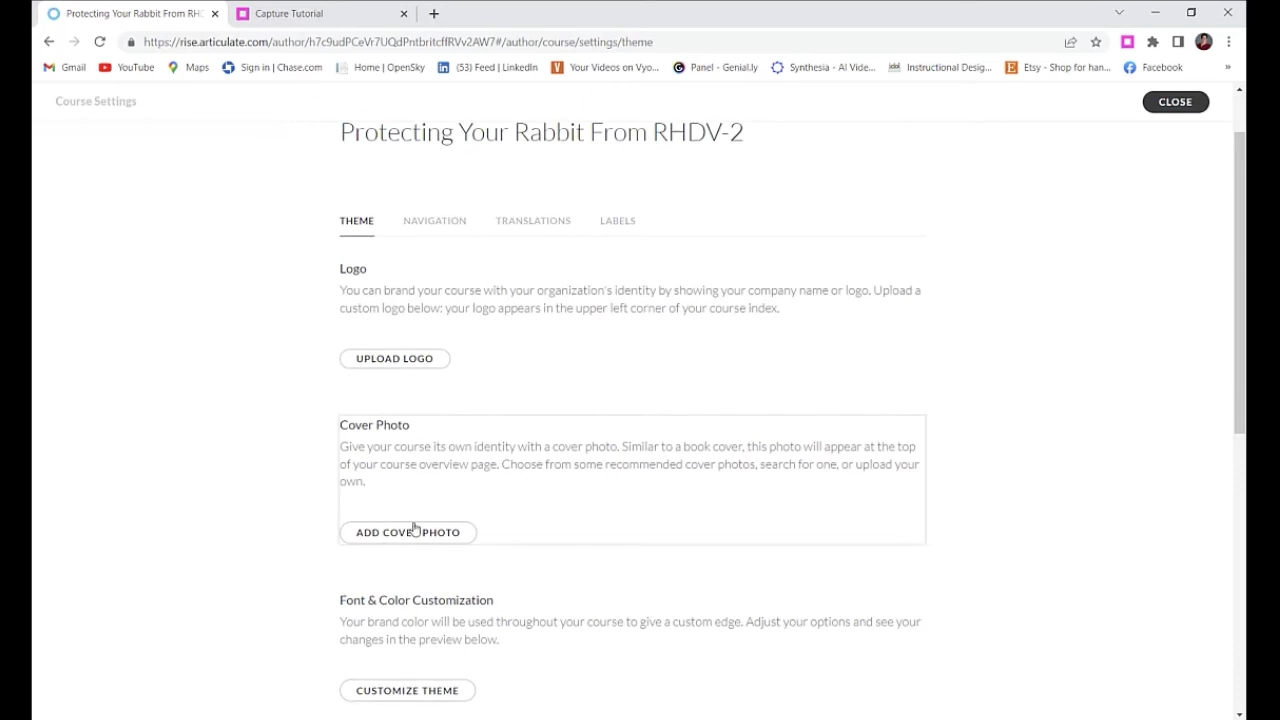 Protecting Your Rabbit From RHD
Capture Tutorial
https://rise.articulate.com/author/h7c9udPCeVr7UQdPntbritcffRVv2AW7#/author/course/settings/theme
Gmail
YouTube
Maps
Sign in | Chase.com
Home | OpenSky
(53) Feed | LinkedIn
Your Videos on Vyo...
Panel - Genial.ly
Synthesia - AI Vide...
Instructional Desig...
Etsy - Shop for han...
Facebook
»
Course Settings
CLOSE
Protecting Your Rabbit From RHDV-2
THEME NAVIGATION TRANSLATIONS LABELS
Logo
You can brand your course with your organization's identity by showing your company name or logo. Upload a
custom logo below: your logo appears in the upper left corner of your course index.
UPLOAD LOGO
Cover Photo
Give your course its own identity with a cover photo. Similar to a book cover, this photo will appear at the top
of your course overview page. Choose from some recommended cover photos, search for one, or upload your
own.
ADD COVER PHOTO
Font & Color Customization
Your brand color will be used throughout your course to give a custom edge. Adjust your options and see your
changes in the preview below.
CUSTOMIZE THEME